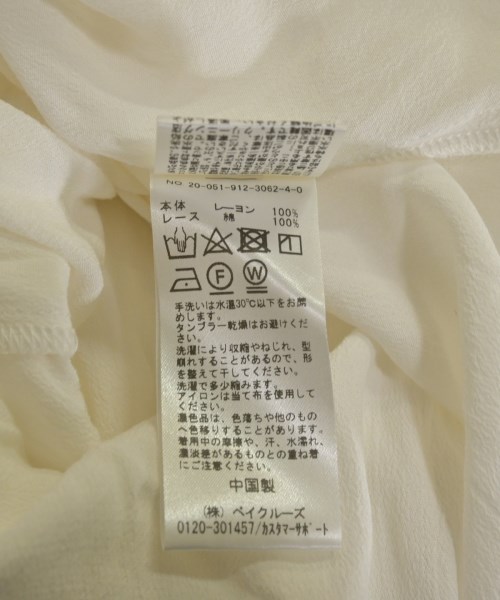 NO 20-051-912-3062-4-0
本体 レーヨン 100%
レース 綿 100%
F W
手洗いは水温30℃以下をお薦
めします。
タンブラー乾燥はお避けくださ
い。
洗濯により収縮やねじれ、型
崩れすることがあるので、形
を整えて干してください。
洗濯で多少縮みます。
アイロンは当て布を使用して
ください。
濃色品は、色落ちや他のもの
へ色移りすることがあります。
着用中の摩擦や、汗、水濡れ、
濃淡差があるものとの重ね着
にご注意ください。
中国製
(株) ベイクルーズ
0120-301457/カスタマーサポート